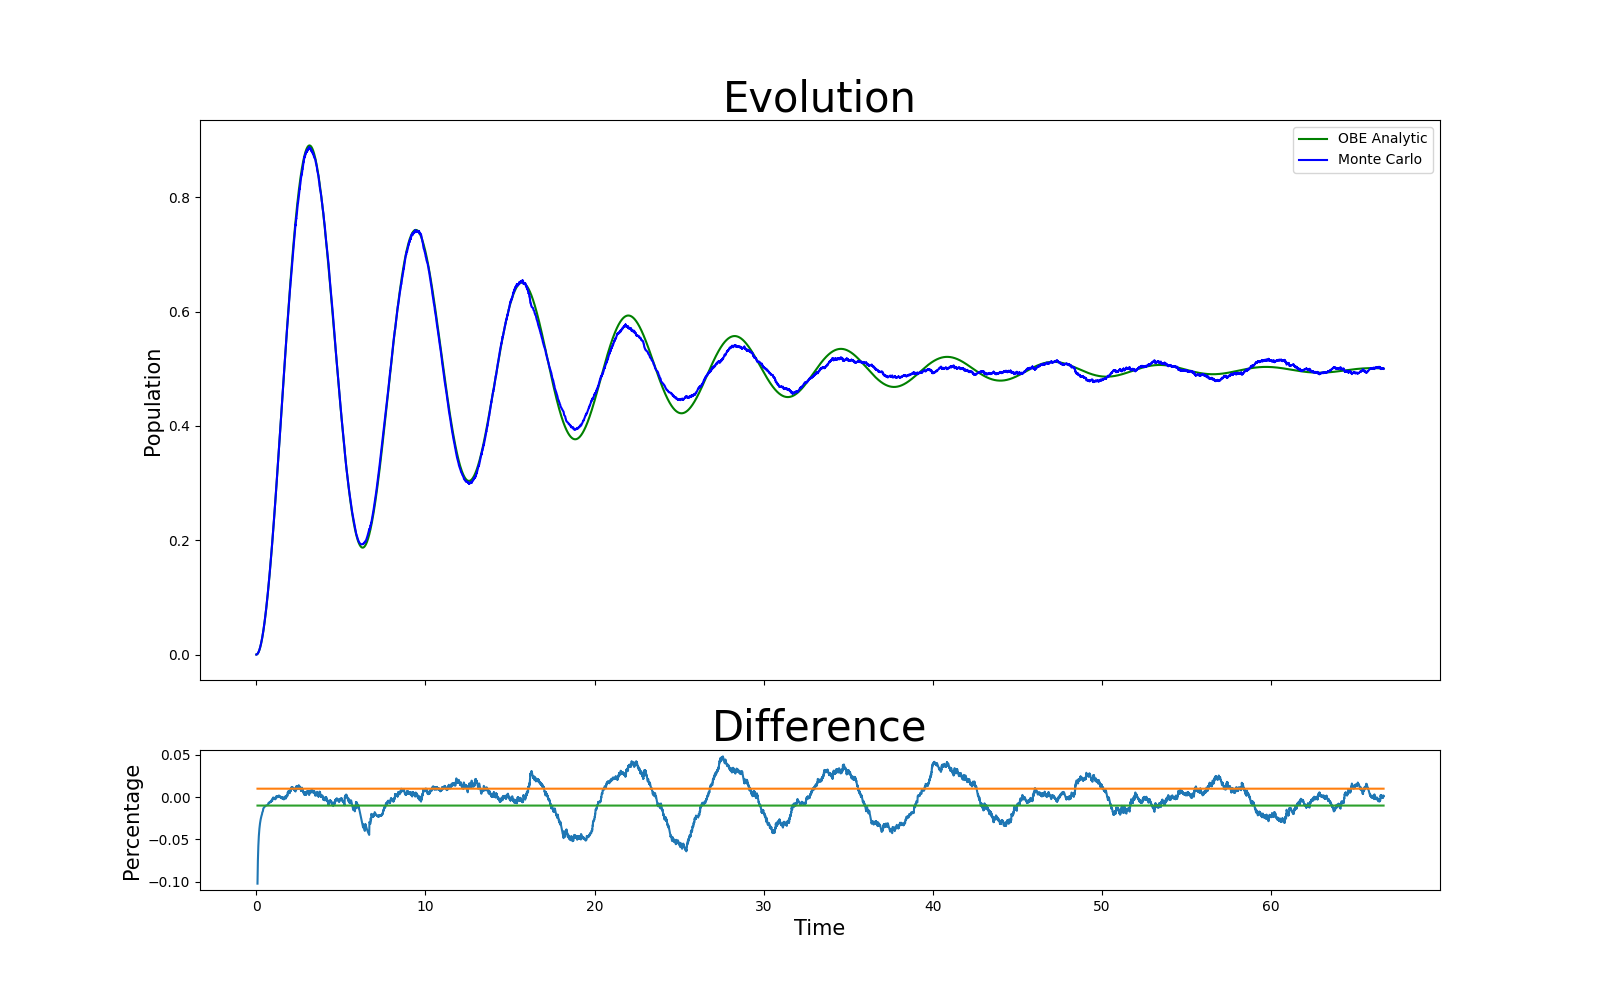 Evolution
OBE Analytic
Monte Carlo
Population
0.8
0.6
0.4
0.2
0.0
Difference
Percentage
0.05
0.00
−0.05
−0.10
0 10 20 30 40 50 60
Time